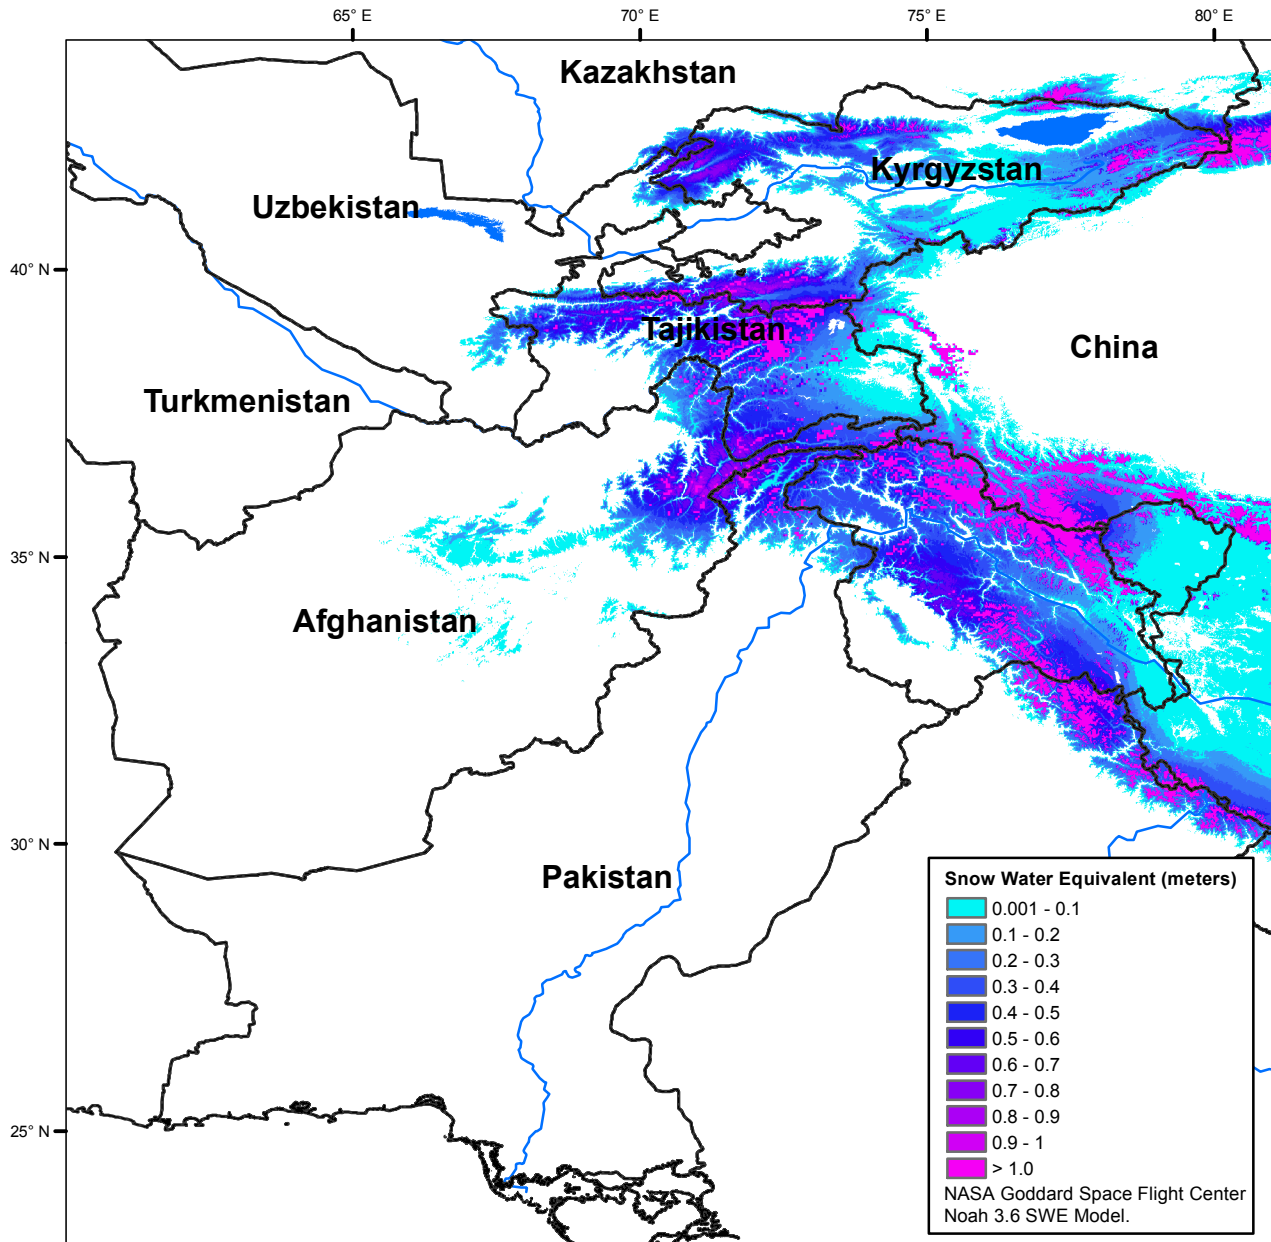 65° E
70° E
75° E
80° E
Kazakhstan
Kyrgyzstan
Uzbekistan
40° N
Tajikistan
China
Turkmenistan
35° N
Afghanistan
30° N
Pakistan
25° N
Snow Water Equivalent (meters)
0.001 - 0.1
0.1 - 0.2
0.2 - 0.3
0.3 - 0.4
0.4 - 0.5
0.5 - 0.6
0.6 - 0.7
0.7 - 0.8
0.8 - 0.9
0.9 - 1
> 1.0
NASA Goddard Space Flight Center
Noah 3.6 SWE Model.